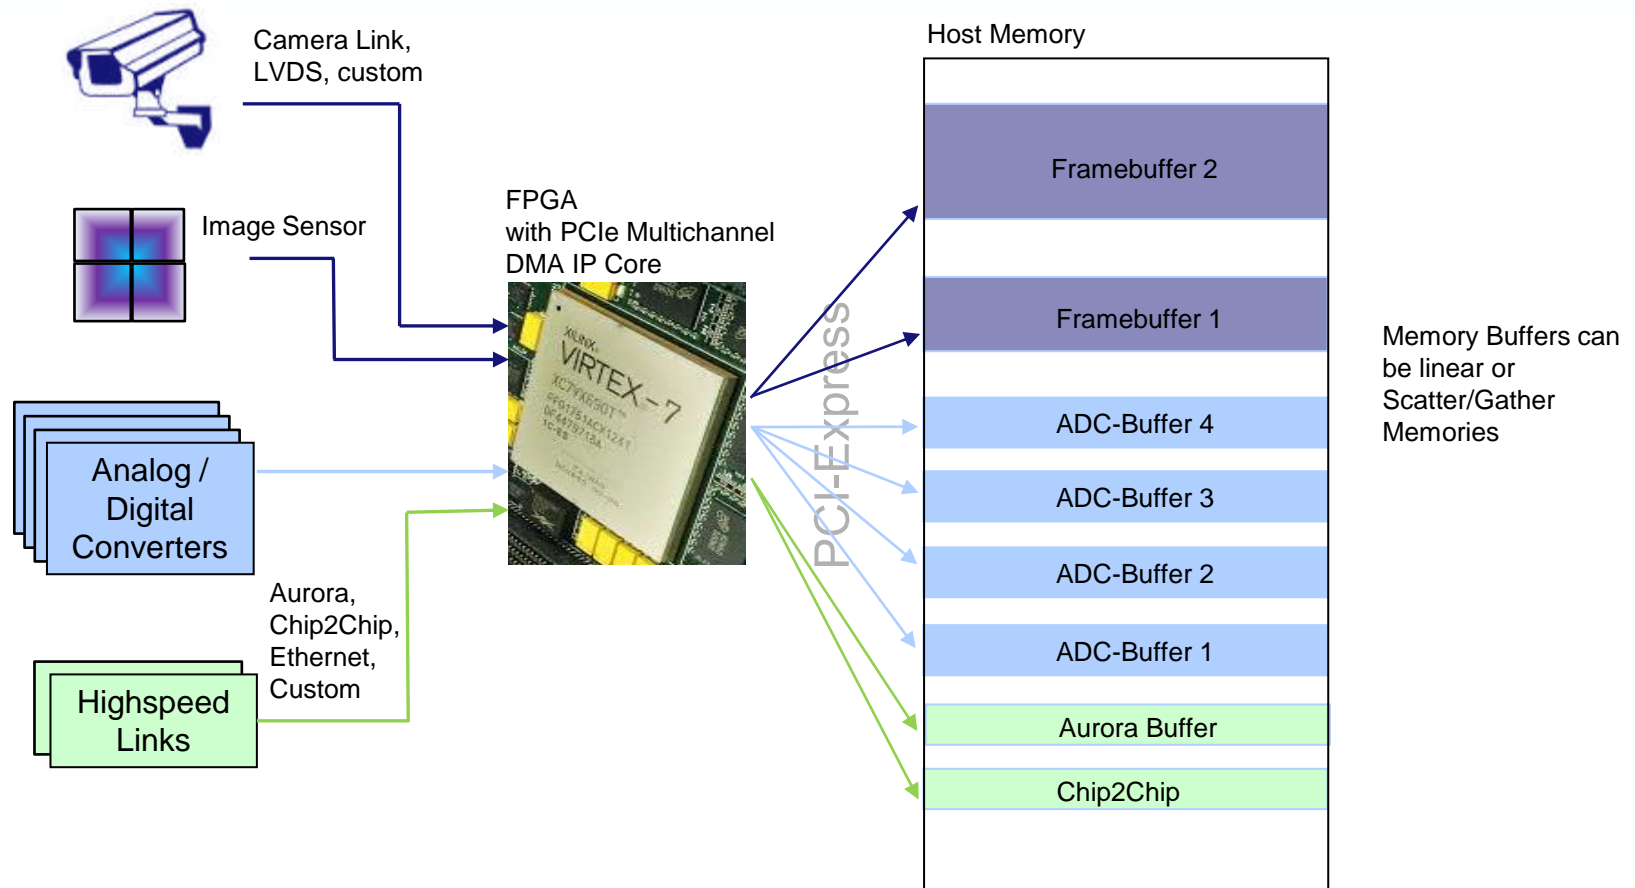 Camera Link,
LVDS, custom
Host Memory
Framebuffer 2
Image Sensor
FPGA
with PCIe Multichannel
DMA IP Core
XILINX
VIRTEX-7
XC7VX690T™
1C-ES
PCI-Express
Framebuffer 1
Memory Buffers can
be linear or
Scatter/Gather
Memories
ADC-Buffer 4
Analog /
Digital
Converters
ADC-Buffer 3
ADC-Buffer 2
Aurora,
Chip2Chip,
Ethernet,
Custom
ADC-Buffer 1
Highspeed
Links
Aurora Buffer
Chip2Chip